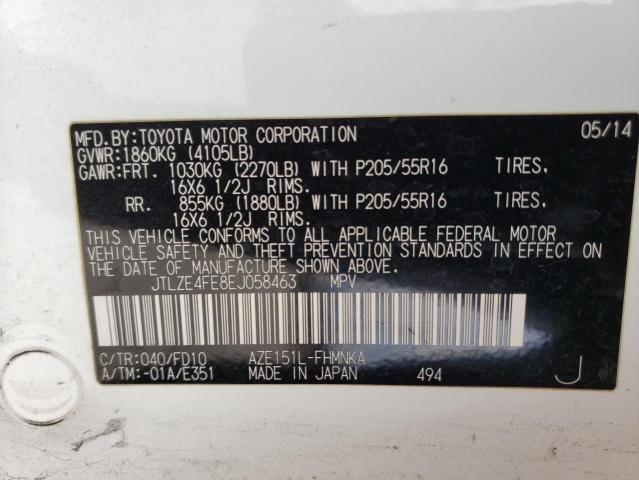 MFD.BY:TOYOTA MOTOR CORPORATION 05/14
GVWR:1860KG (4105LB)
GAWR:FRT. 1030KG (2270LB) WITH P205/55R16 TIRES.
16X6 1/2J RIMS.
RR. 855KG (1880LB) WITH P205/55R16 TIRES.
16X6 1/2J RIMS.
THIS VEHICLE CONFORMS TO ALL APPLICABLE FEDERAL MOTOR
VEHICLE SAFETY AND THEFT PREVENTION STANDARDS IN EFFECT ON
THE DATE OF MANUFACTURE SHOWN ABOVE.
JTLZE4FE8EJ058463 MPV
C/TR:040/FD10 AZE151L-FHMNKA
A/TM:-01A/E351 MADE IN JAPAN 494 J